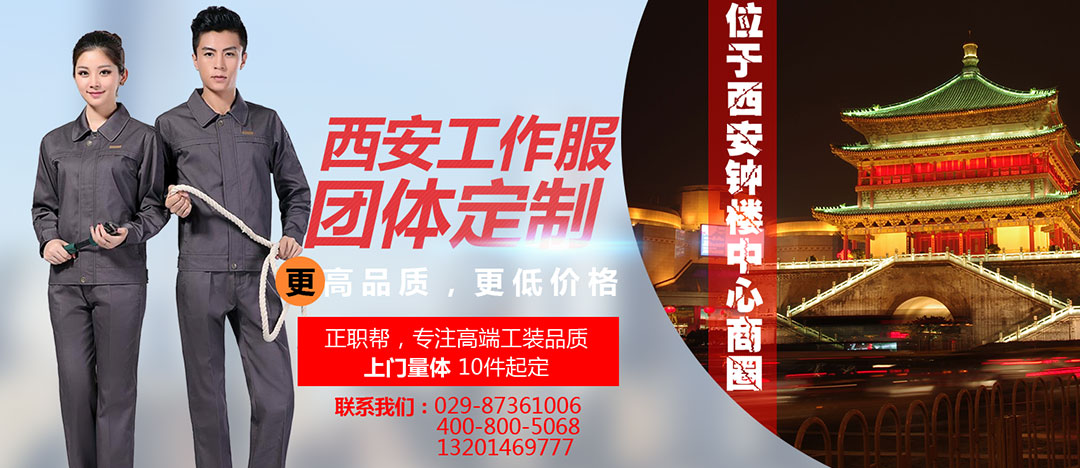 西安工作服
团体定制
更高品质，更低价格
正职帮，专注高端工装品质
上门量体 10件起定
联系我们：029-87361006
400-800-5068
13201469777
位于西安钟楼中心商圈